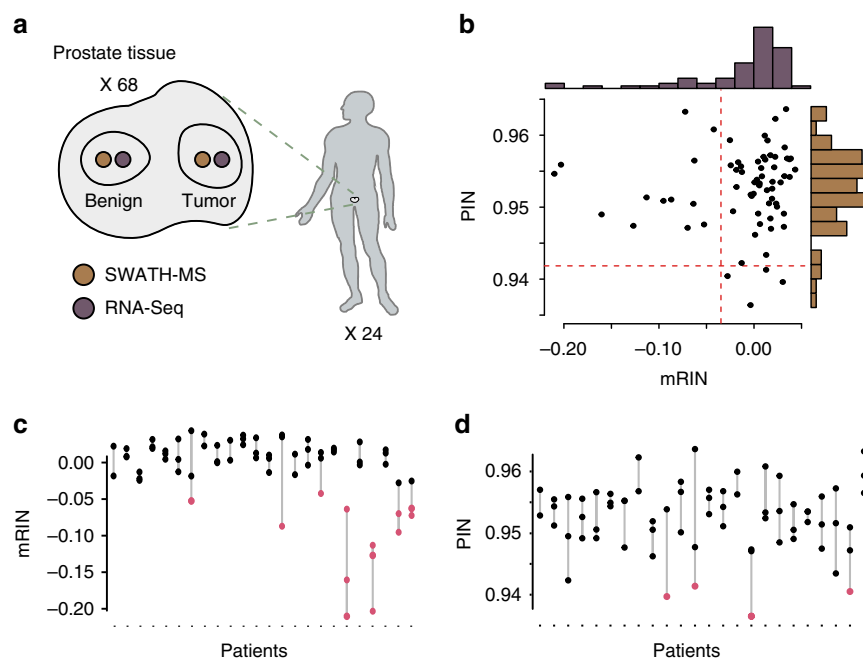 a
Prostate tissue
X 68
Benign
Tumor
SWATH-MS
RNA-Seq
X 24
b
PIN
0.96
0.95
0.94
−0.20
−0.10
0.00
mRIN
c
mRIN
0.00
−0.05
−0.10
−0.15
−0.20
Patients
d
PIN
0.96
0.95
0.94
Patients